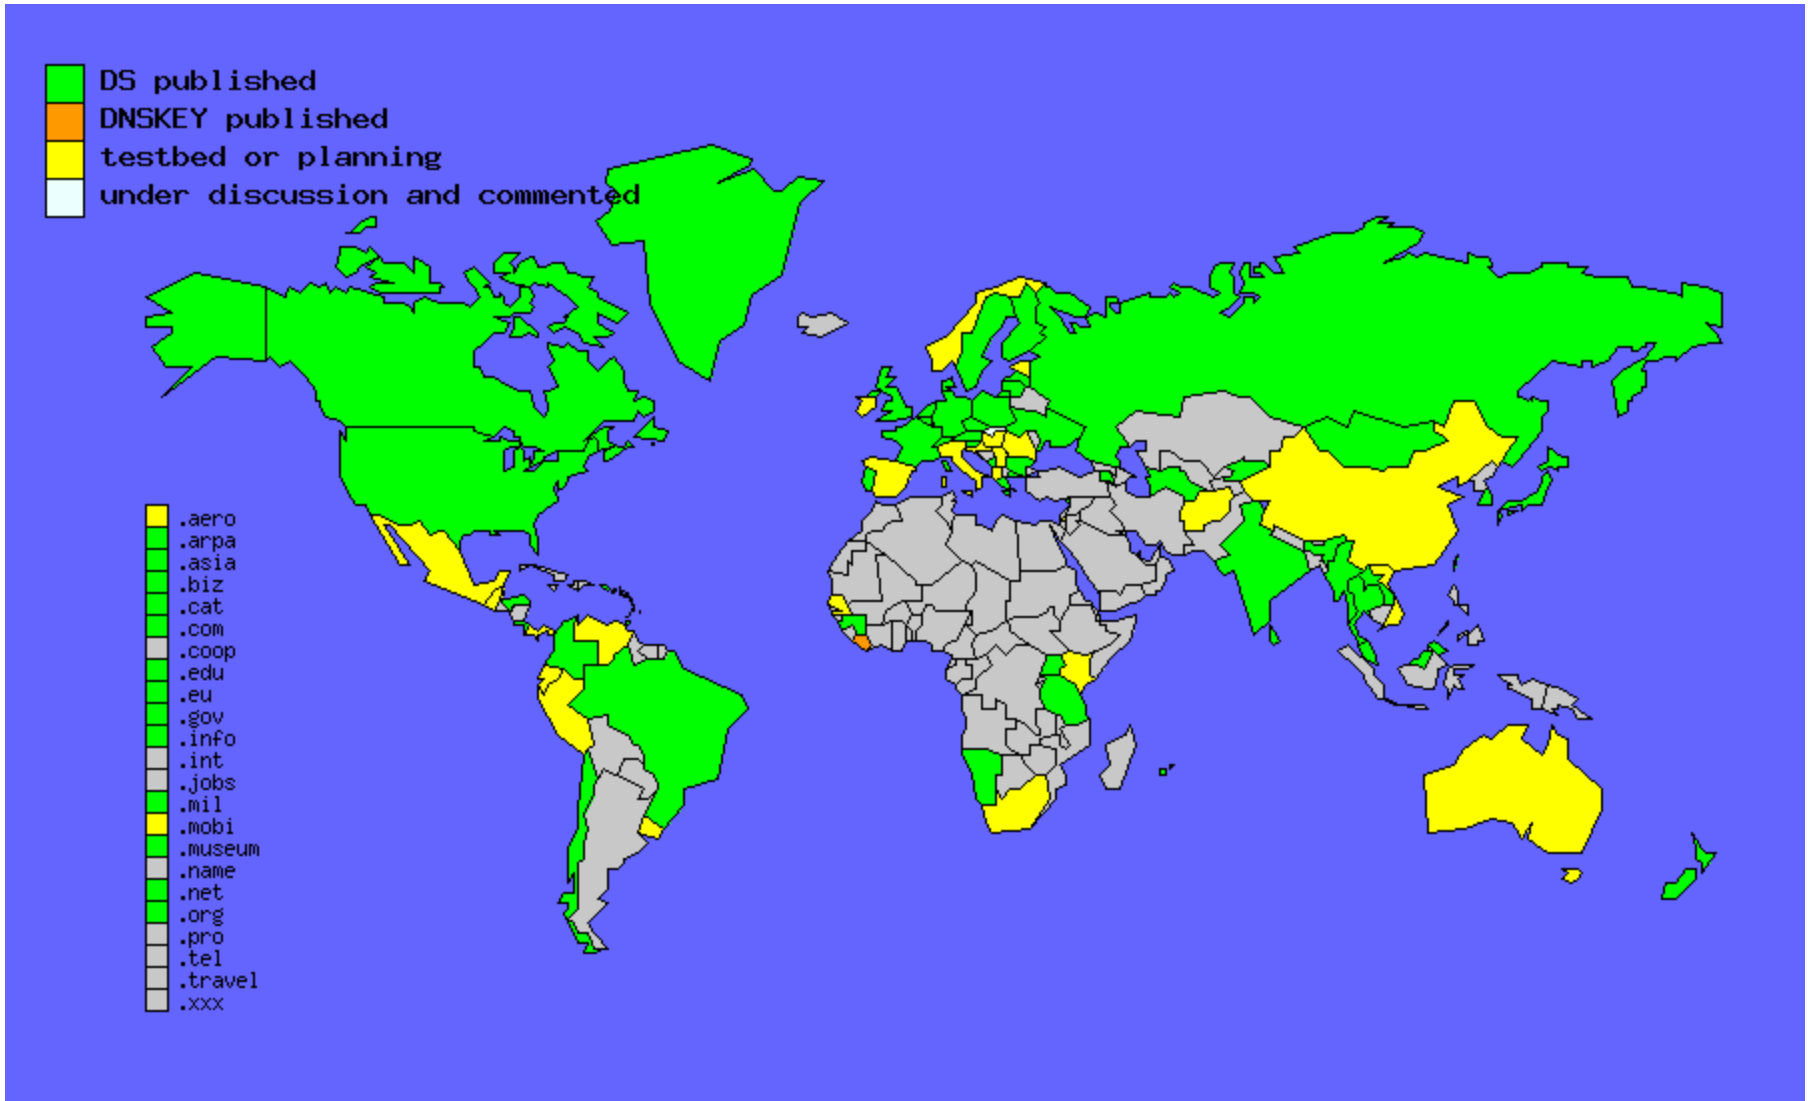 DS published
DNSKEY published
testbed or planning
under discussion and commented
.aero
.arpa
.asia
.biz
.cat
.com
.coop
.edu
.eu
.gov
.info
.int
.jobs
.mil
.mobi
.museum
.name
.net
.org
.pro
.tel
.travel
.xxx